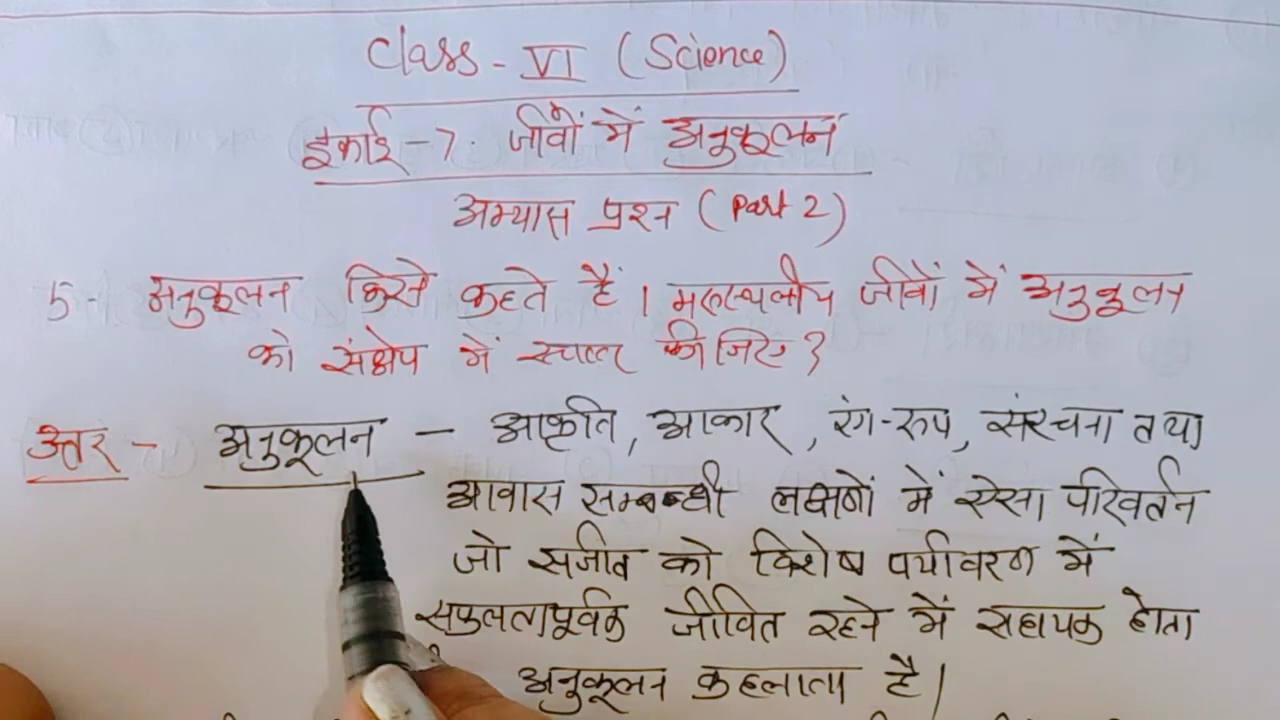 Class - VI (Science)
इकाई - 7. जीवों में अनुकूलन
अभ्यास प्रश्न (Part 2)
5- अनुकूलन किसे कहते हैं। मरुस्थलीय जीवों में अनुकूलन
को संक्षेप में स्पष्ट कीजिए?
उत्तर - अनुकूलन - आकृति, आकार, रंग-रूप, संरचना तथा
आवास सम्बन्धी लक्षणों में ऐसा परिवर्तन
जो सजीव को विशेष पर्यावरण में
सफलतापूर्वक जीवित रहने में सहायक होता
अनुकूलन कहलाता है।